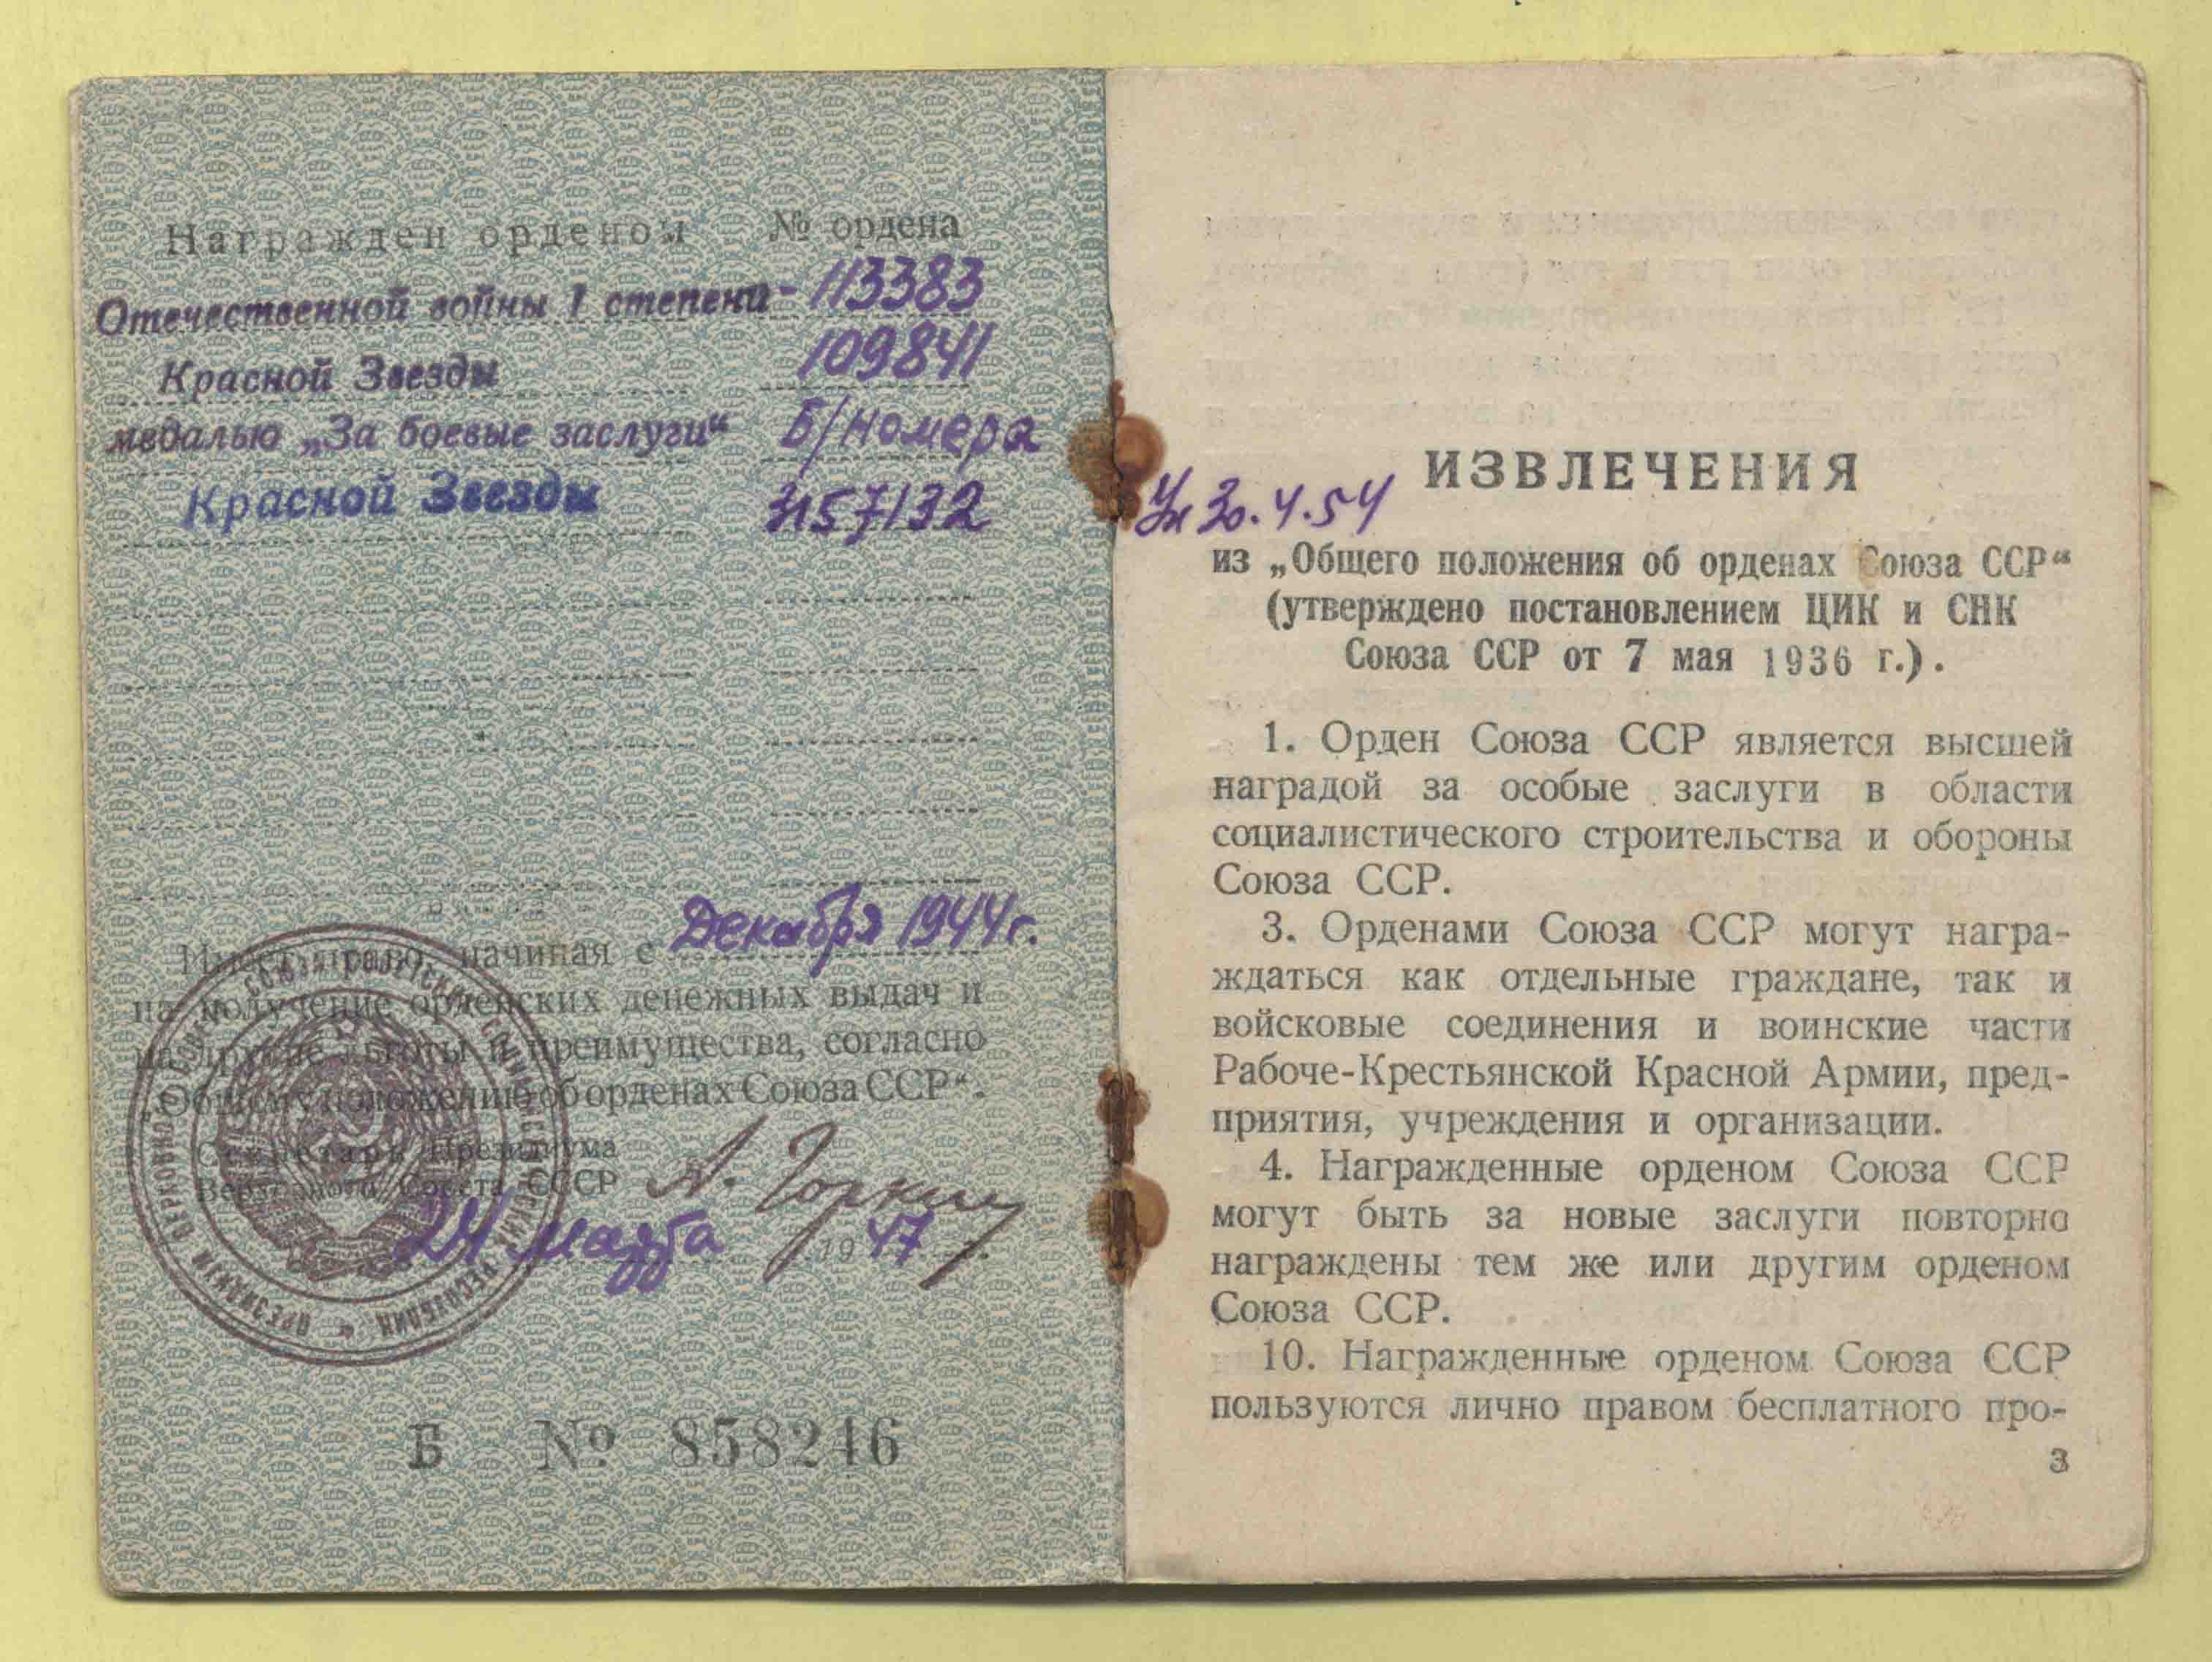 Награжден орденом № ордена
Отечественной войны I степени - 113383
Красной Звезды 109841
медалью „За боевые заслуги“ Б/номера
Красной Звезды 3157132
Имеет право, начиная с Декабря 1944 г.
на получение орденских денежных выдач и
на другие льготы и преимущества, согласно
„Общему положению об орденах Союза ССР“.
Секретарь Президиума
Верховного Совета СССР А. Горкин
24 марта 1947 г.
Б № 858246
ИЗВЛЕЧЕНИЯ
Ук 30.4.54
из „Общего положения об орденах Союза ССР“
(утверждено постановлением ЦИК и СНК
Союза ССР от 7 мая 1936 г.).
1. Орден Союза ССР является высшей
наградой за особые заслуги в области
социалистического строительства и обороны
Союза ССР.
3. Орденами Союза ССР могут награ-
ждаться как отдельные граждане, так и
войсковые соединения и воинские части
Рабоче-Крестьянской Красной Армии, пред-
приятия, учреждения и организации.
4. Награжденные орденом Союза ССР
могут быть за новые заслуги повторно
награждены тем же или другим орденом
Союза ССР.
10. Награжденные орденом Союза ССР
пользуются лично правом бесплатного про-
3